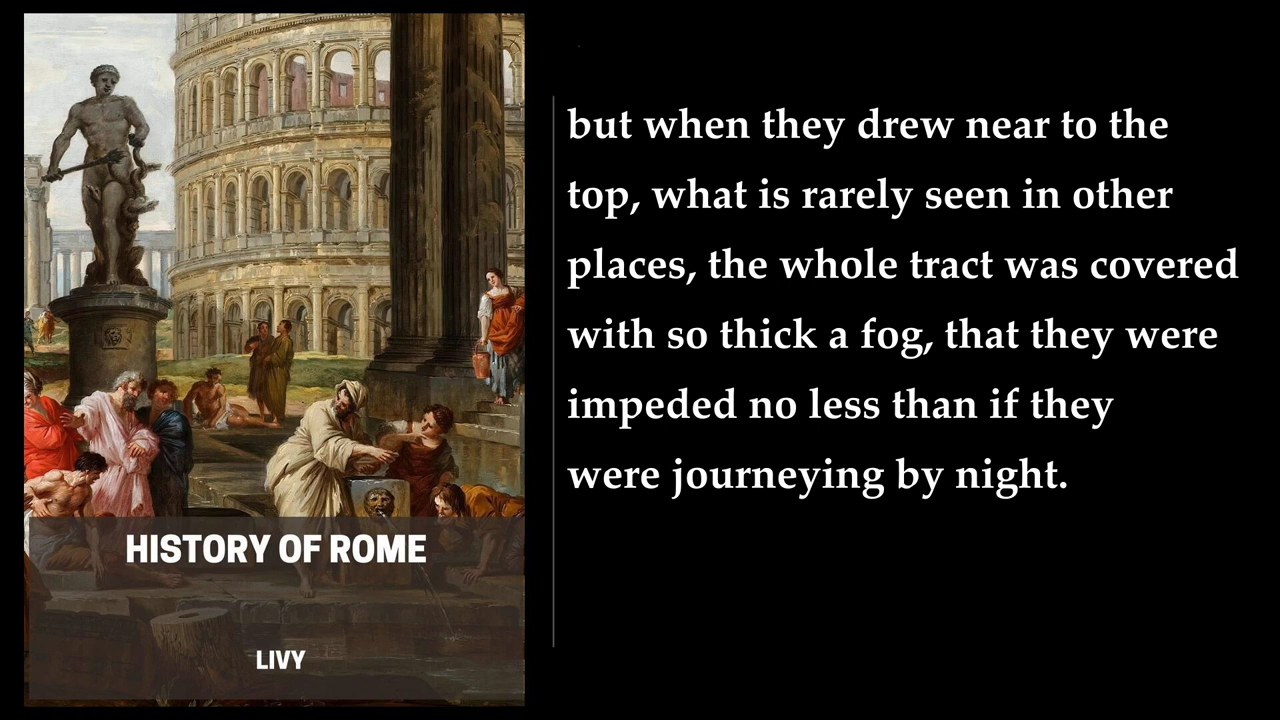 but when they drew near to the
top, what is rarely seen in other
places, the whole tract was covered
with so thick a fog, that they were
impeded no less than if they
were journeying by night.
HISTORY OF ROME
LIVY